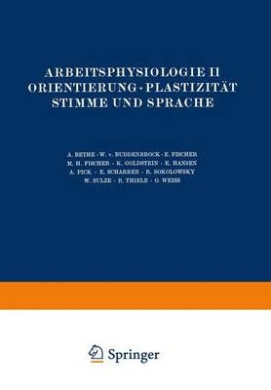 ARBEITSPHYSIOLOGIE II
ORIENTIERUNG · PLASTIZITÄT
STIMME UND SPRACHE
A. BETHE · W. v. BUDDENBROCK · E. FISCHER
M. H. FISCHER · K. GOLDSTEIN · E. HANSEN
A. PICK · E. SCHARRER · R. SOKOLOWSKY
W. SULZE · R. THIELE · O. WEISS
Springer